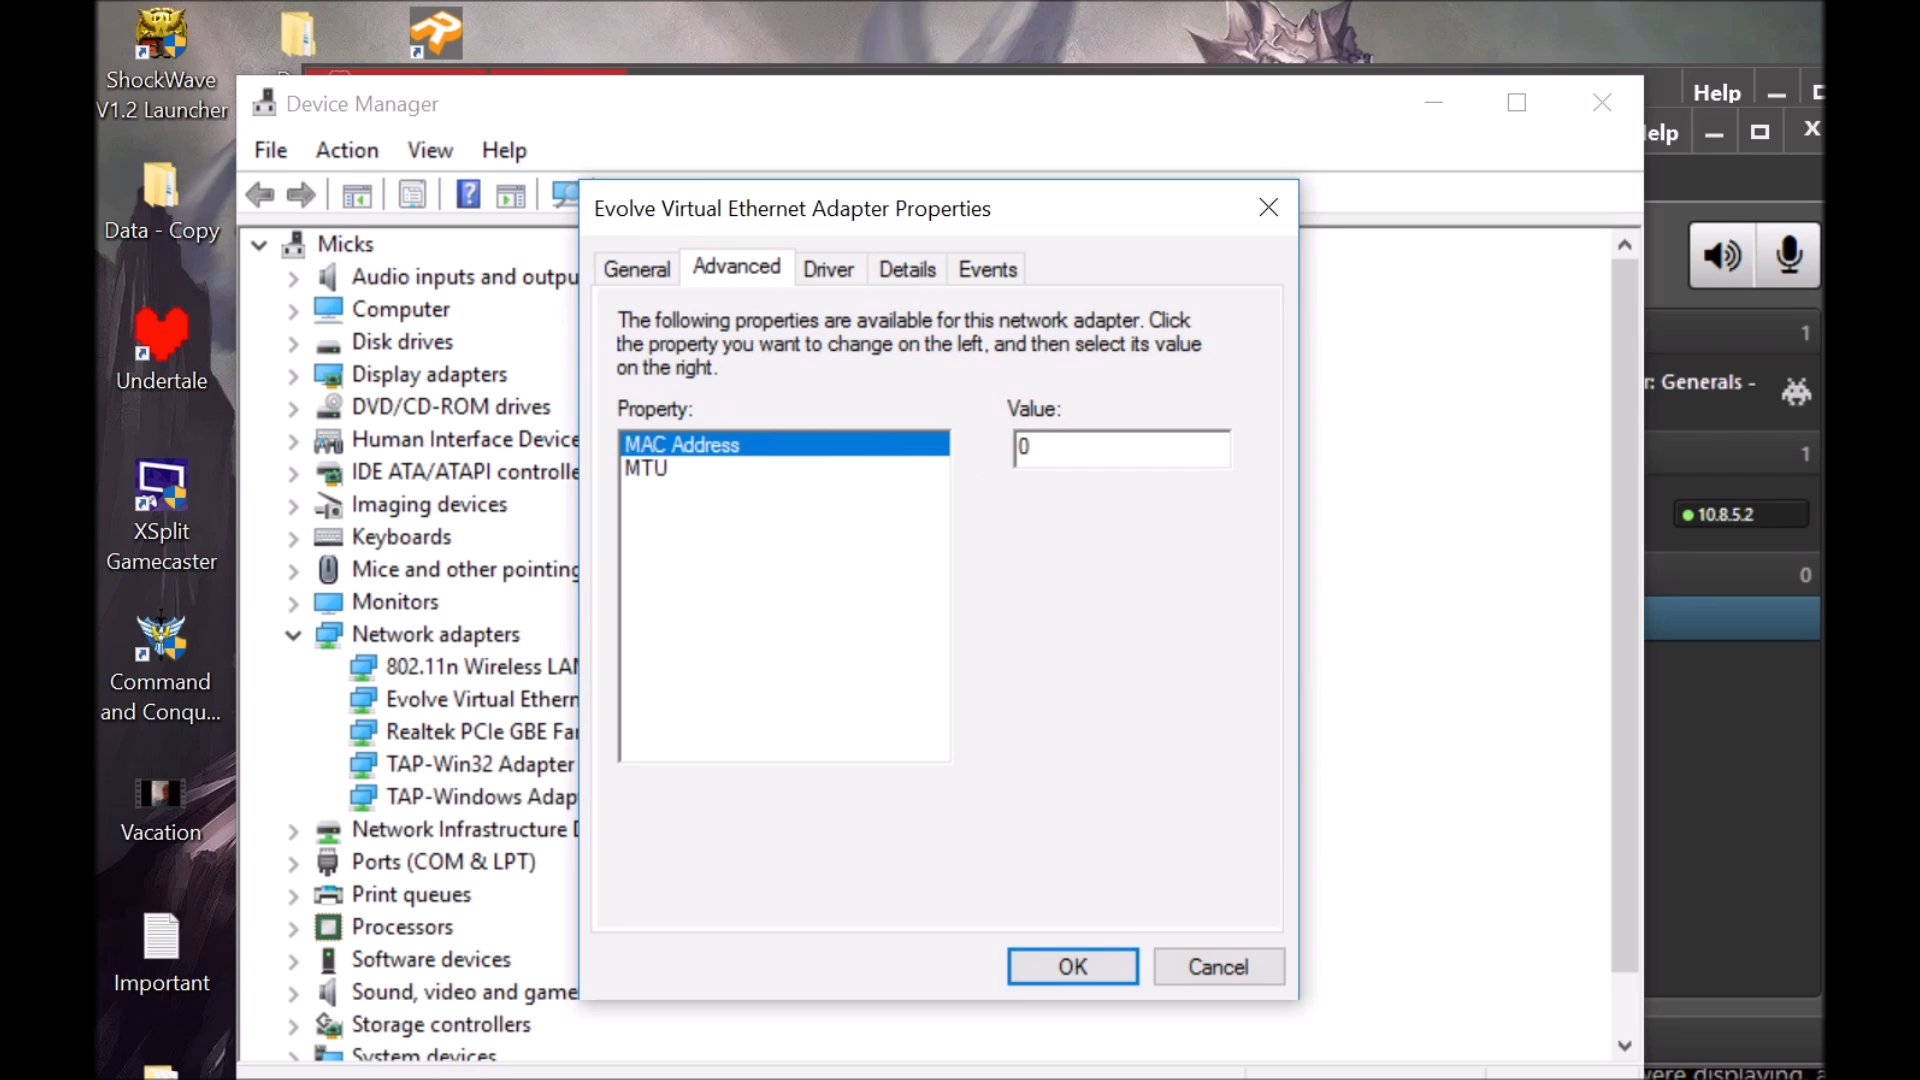 ShockWave
V1.2 Launcher
Data - Copy
Undertale
XSplit
Gamecaster
Command
and Conqu...
Vacation
Important
Device Manager
File Action View Help
Micks
Audio inputs and outpu
Computer
Disk drives
Display adapters
DVD/CD-ROM drives
Human Interface Device
IDE ATA/ATAPI controlle
Imaging devices
Keyboards
Mice and other pointing
Monitors
Network adapters
802.11n Wireless LAN
Evolve Virtual Ethern
Realtek PCIe GBE Fan
TAP-Win32 Adapter
TAP-Windows Adap
Network Infrastructure D
Ports (COM & LPT)
Print queues
Processors
Software devices
Sound, video and game
Storage controllers
System devices
Evolve Virtual Ethernet Adapter Properties
General Advanced Driver Details Events
The following properties are available for this network adapter. Click
the property you want to change on the left, and then select its value
on the right.
Property:
Value:
MAC Address
MTU
0
OK Cancel
Help
elp
1
r: Generals -
1
10.8.5.2
0
were displaying, a